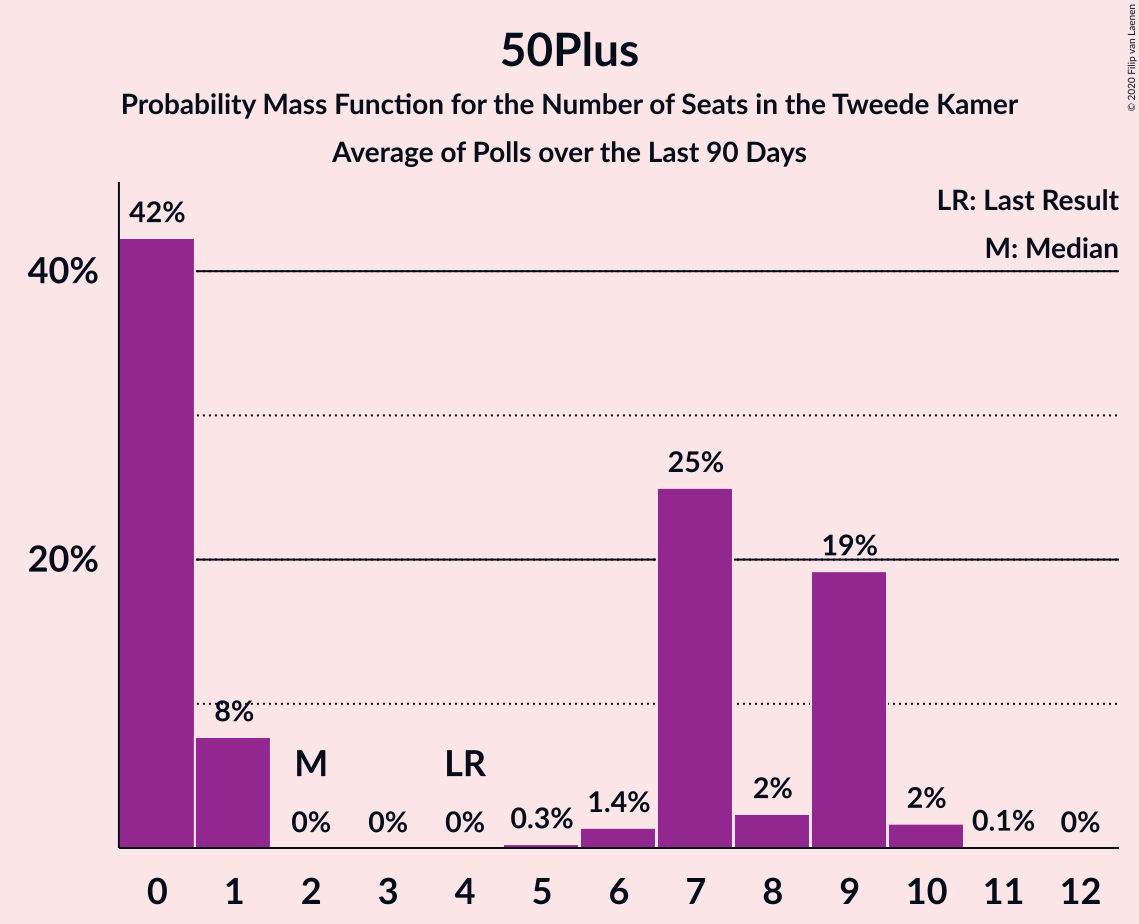 50Plus
Probability Mass Function for the Number of Seats in the Tweede Kamer
Average of Polls over the Last 90 Days
© 2020 Filip van Laenen
LR: Last Result
M: Median
42%
40%
25%
20%
19%
8%
M
LR
0%
0%
0%
0.3%
1.4%
2%
2%
0.1%
0%
0 1 2 3 4 5 6 7 8 9 10 11 12